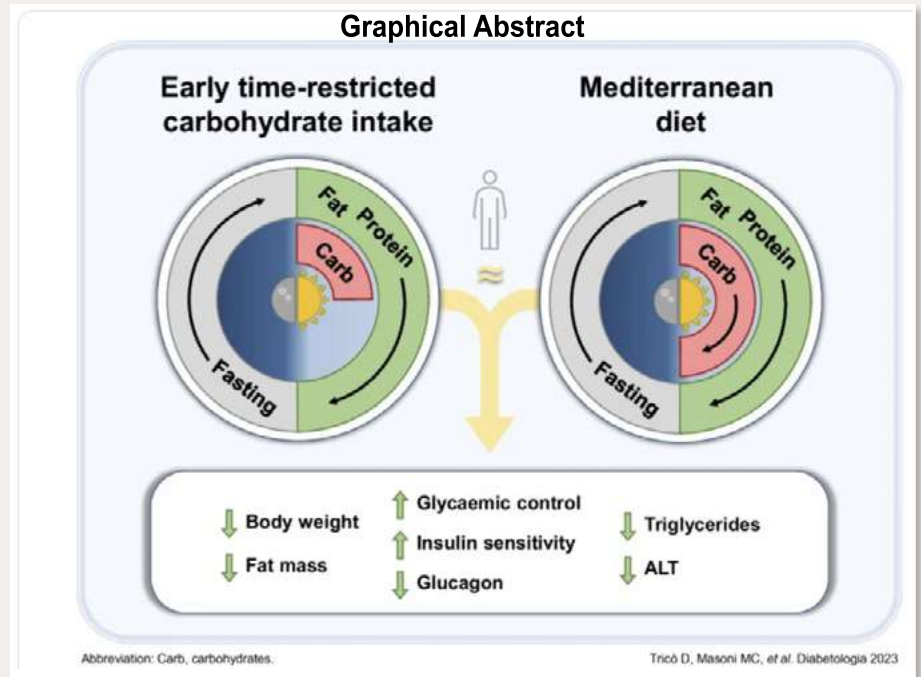 Graphical Abstract
Early time-restricted
carbohydrate intake
Mediterranean
diet
Fat Protein
Carb
Fasting
≈
Fat Protein
Carb
Fasting
Body weight
Fat mass
Glycaemic control
Insulin sensitivity
Glucagon
Triglycerides
ALT
Abbreviation: Carb, carbohydrates.
Tricò D, Masoni MC, et al. Diabetologia 2023